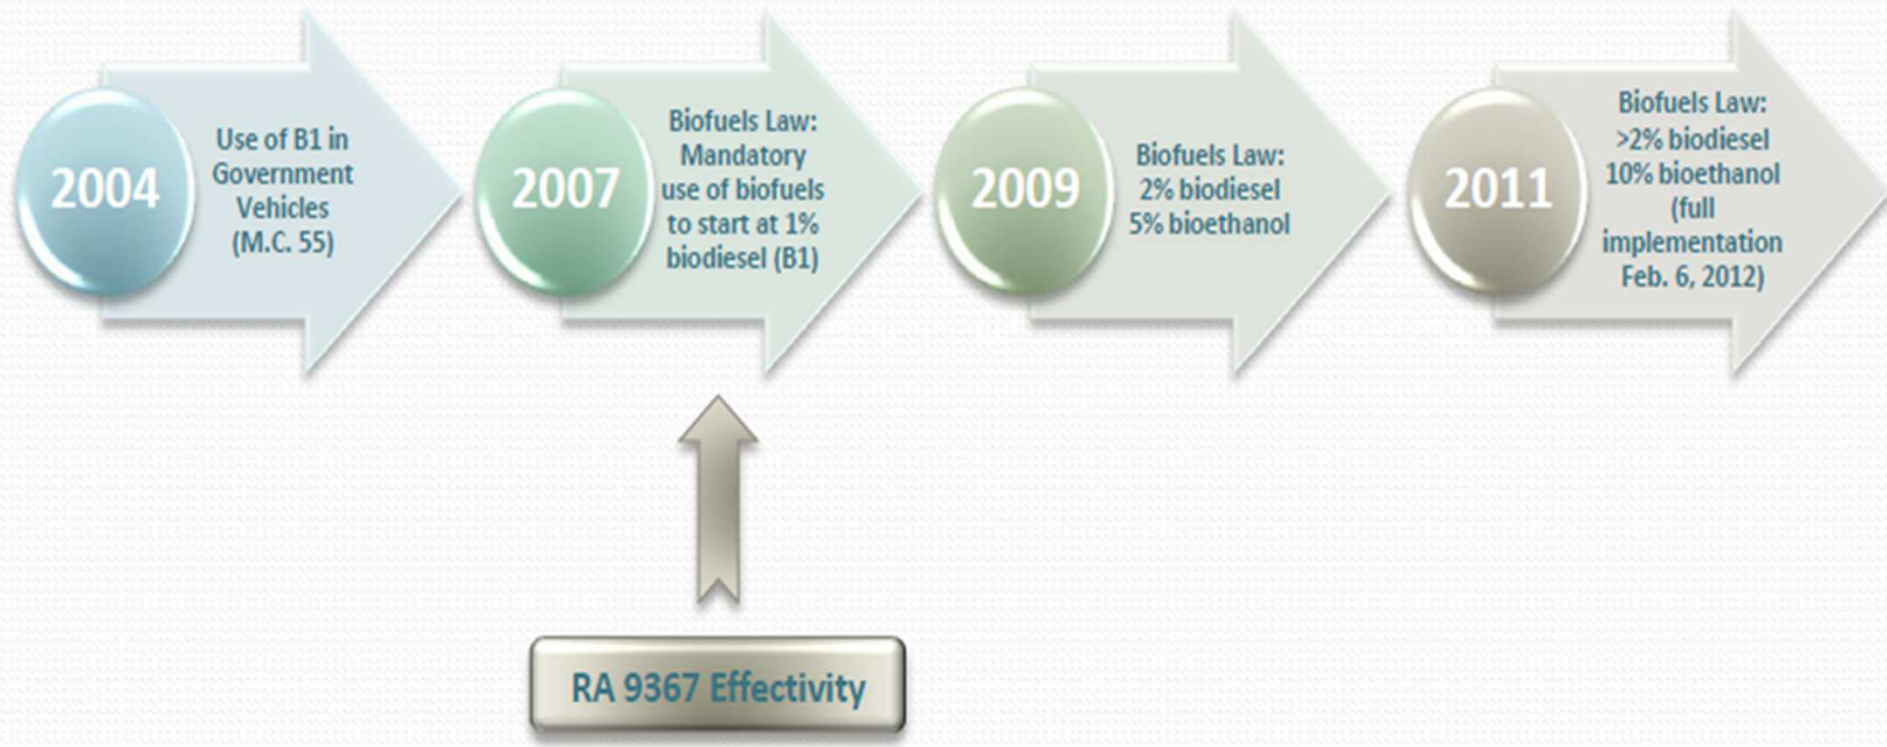 2004
Use of B1 in
Government
Vehicles
(M.C. 55)
2007
Biofuels Law:
Mandatory
use of biofuels
to start at 1%
biodiesel (B1)
2009
Biofuels Law:
2% biodiesel
5% bioethanol
2011
Biofuels Law:
>2% biodiesel
10% bioethanol
(full
implementation
Feb. 6, 2012)
RA 9367 Effectivity